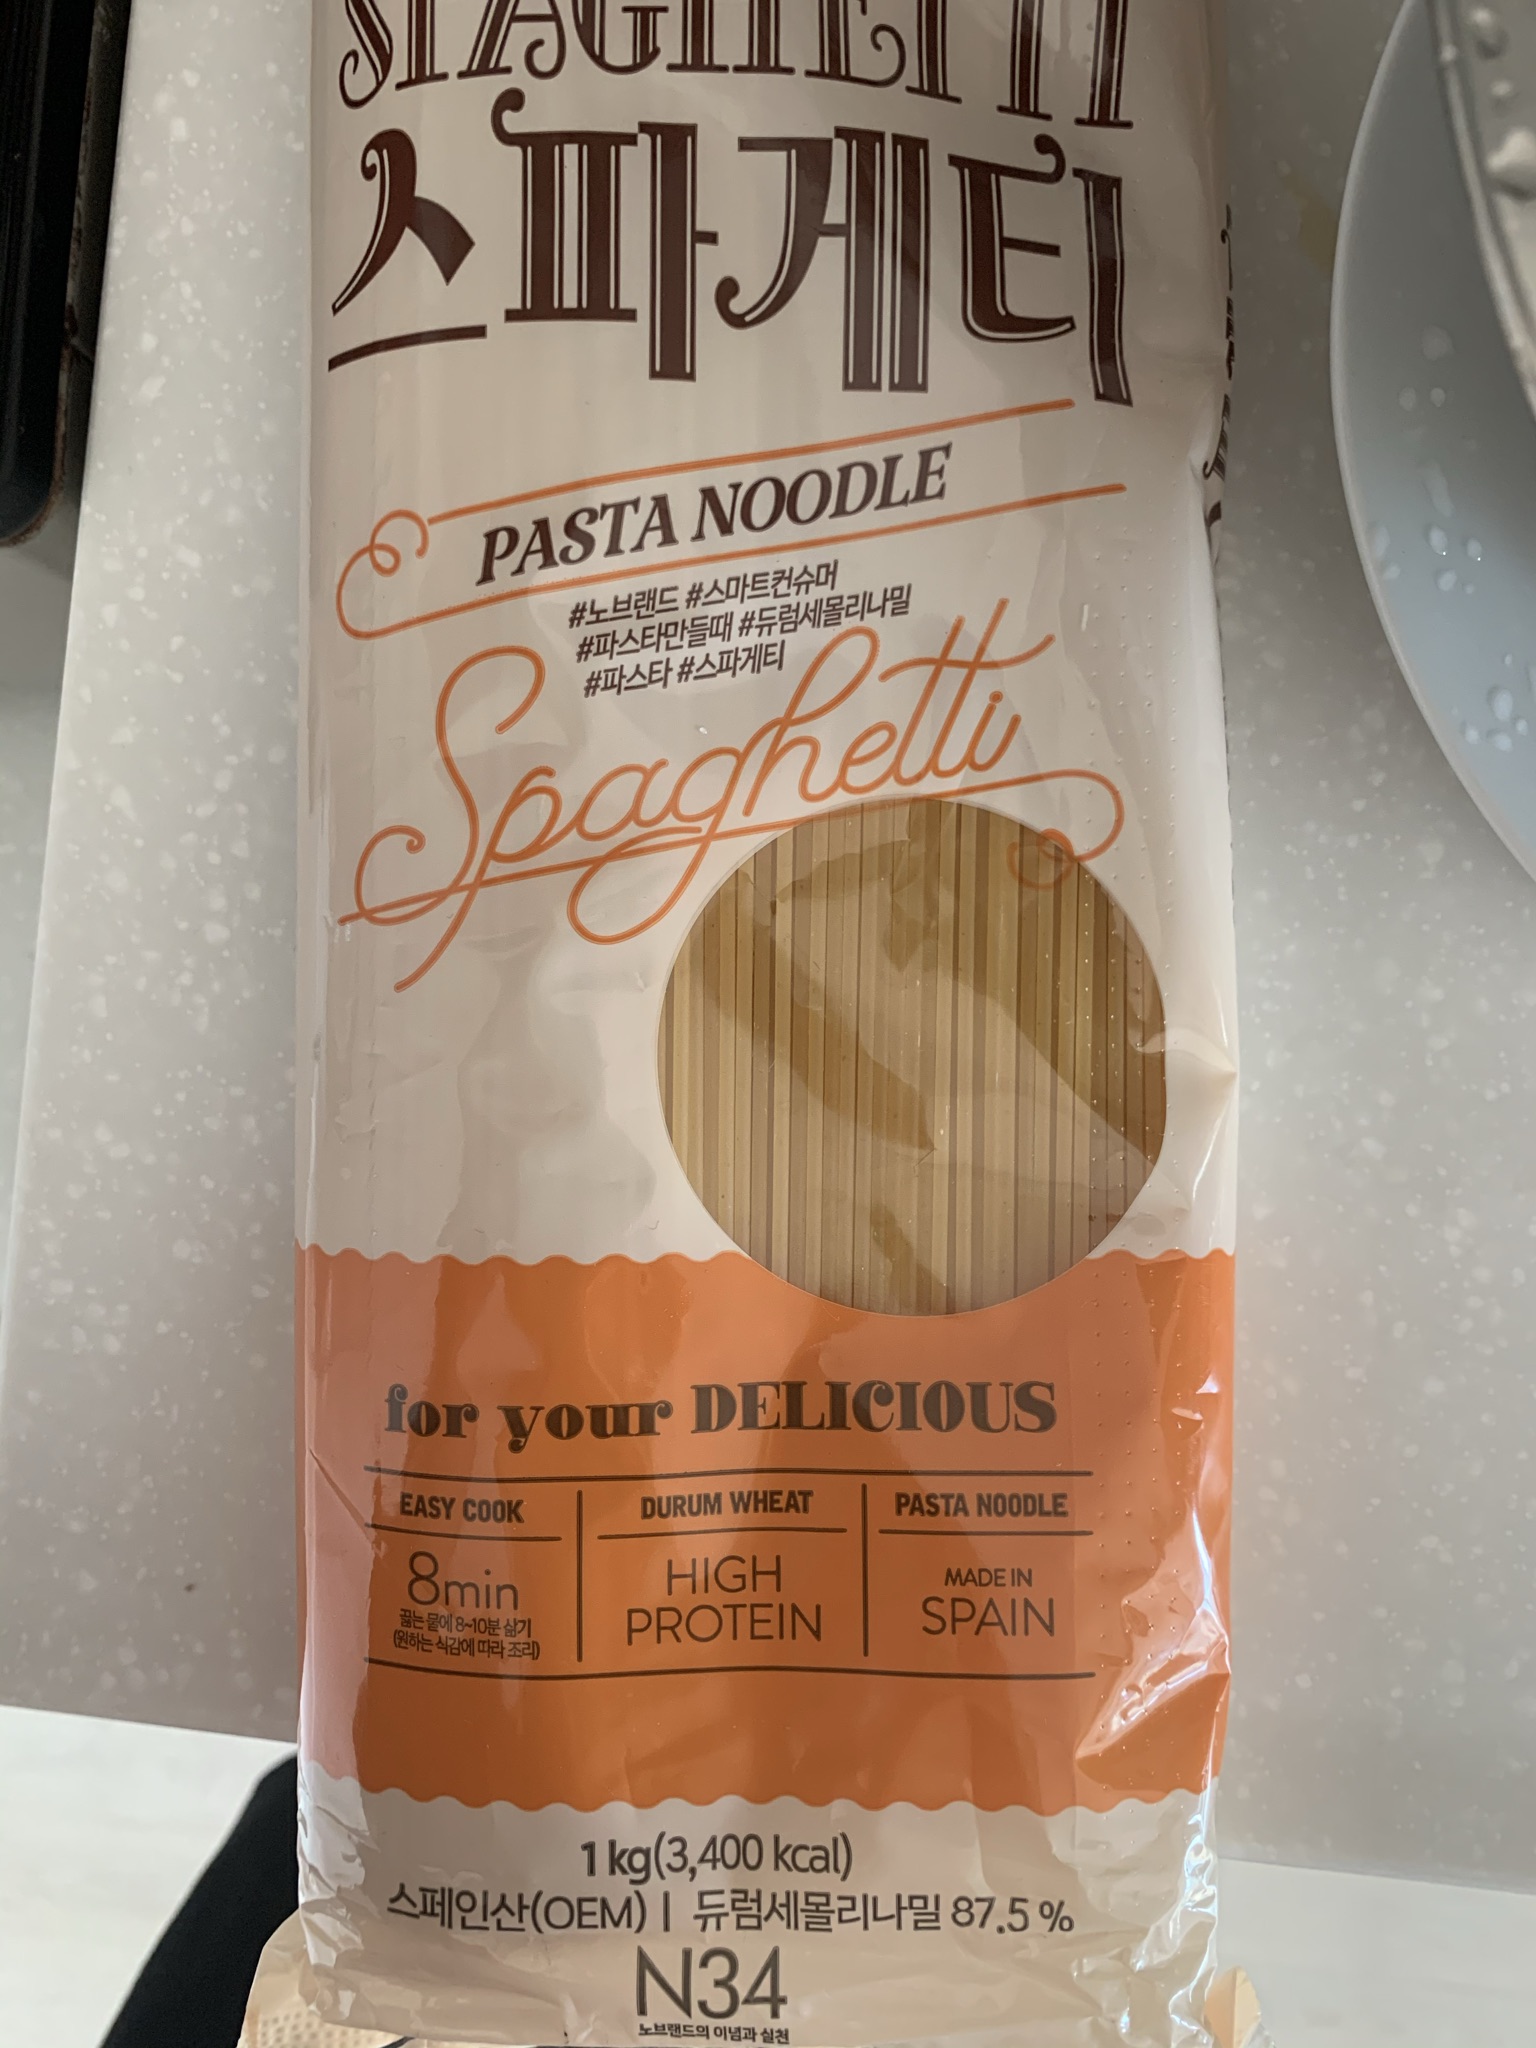 SPAGHETTI
스파게티
PASTA NOODLE
#노브랜드 #스마트컨슈머
#파스타만들때 #듀럼세몰리나밀
#파스타 #스파게티
Spaghetti
for your DELICIOUS
EASY COOK
8min
끓는 물에 8~10분 삶기
(원하는 식감에 따라 조리)
DURUM WHEAT
HIGH
PROTEIN
PASTA NOODLE
MADE IN
SPAIN
1 kg(3,400 kcal)
스페인산(OEM) | 듀럼세몰리나밀 87.5 %
N34
노브랜드의 이념과 실천